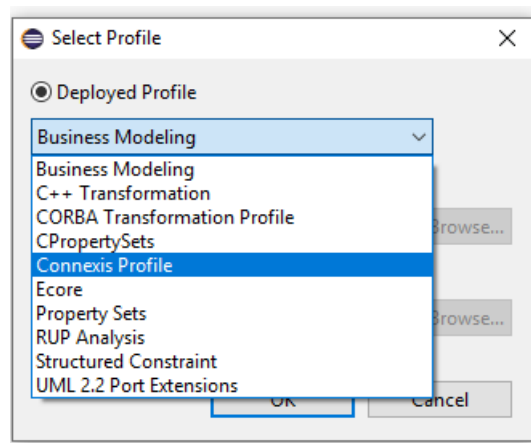 Select Profile
Deployed Profile
Business Modeling
Business Modeling
C++ Transformation
CORBA Transformation Profile
Browse...
CPropertySets
Connexis Profile
Ecore
Property Sets
Browse...
RUP Analysis
Structured Constraint
UML 2.2 Port Extensions
OK Cancel